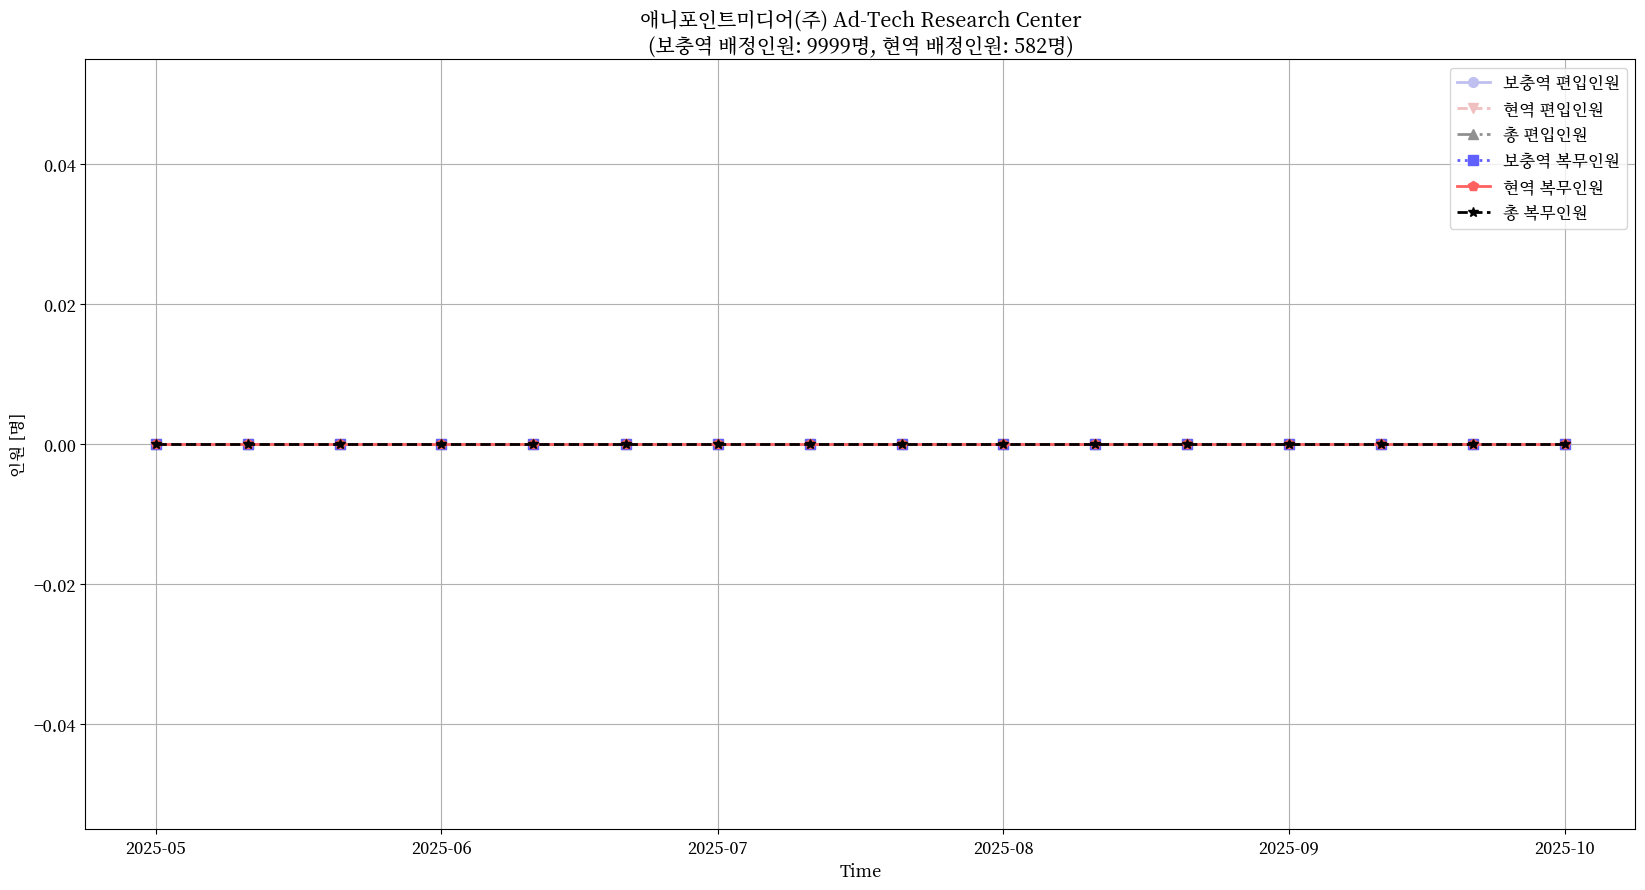 애니포인트미디어(주) Ad-Tech Research Center
(보충역 배정인원: 9999명, 현역 배정인원: 582명)
보충역 편입인원
현역 편입인원
총 편입인원
보충역 복무인원
현역 복무인원
총 복무인원
인원 [명]
0.04
0.02
0.00
−0.02
−0.04
2025-05
2025-06
2025-07
2025-08
2025-09
2025-10
Time